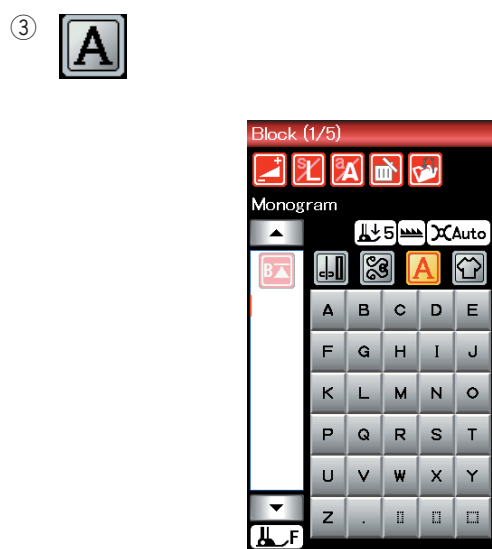 ③ A
Block (1/5)
S L a A
Monogram
5 Auto
B A
A B C D E
F G H I J
K L M N O
P Q R S T
U V W X Y
Z .
F